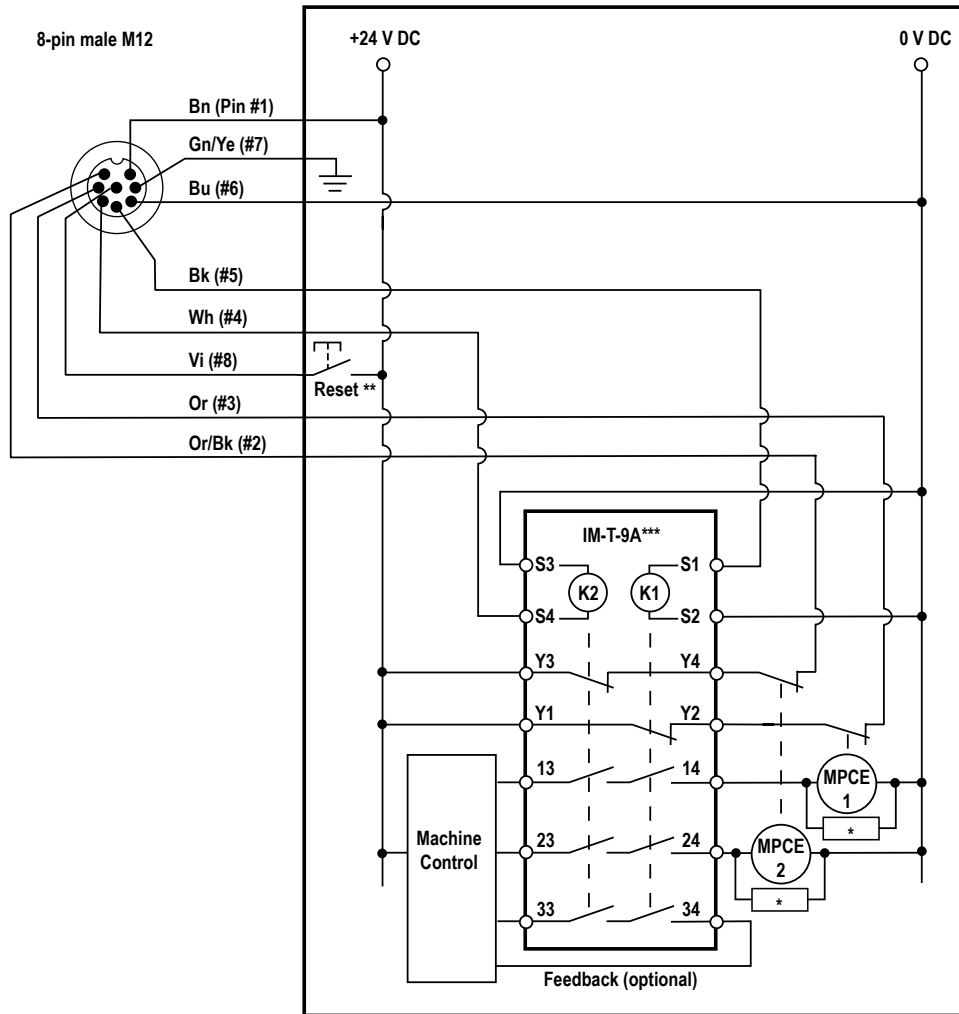 8-pin male M12
+24 V DC
0 V DC
Bn (Pin #1)
Gn/Ye (#7)
Bu (#6)
Bk (#5)
Wh (#4)
Vi (#8)
Reset **
Or (#3)
Or/Bk (#2)
IM-T-9A***
S3
S1
K2
K1
S4
S2
Y3
Y4
Y1
Y2
13
14
MPCE
1
*
Machine
Control
23
24
MPCE
2
*
33
34
Feedback (optional)